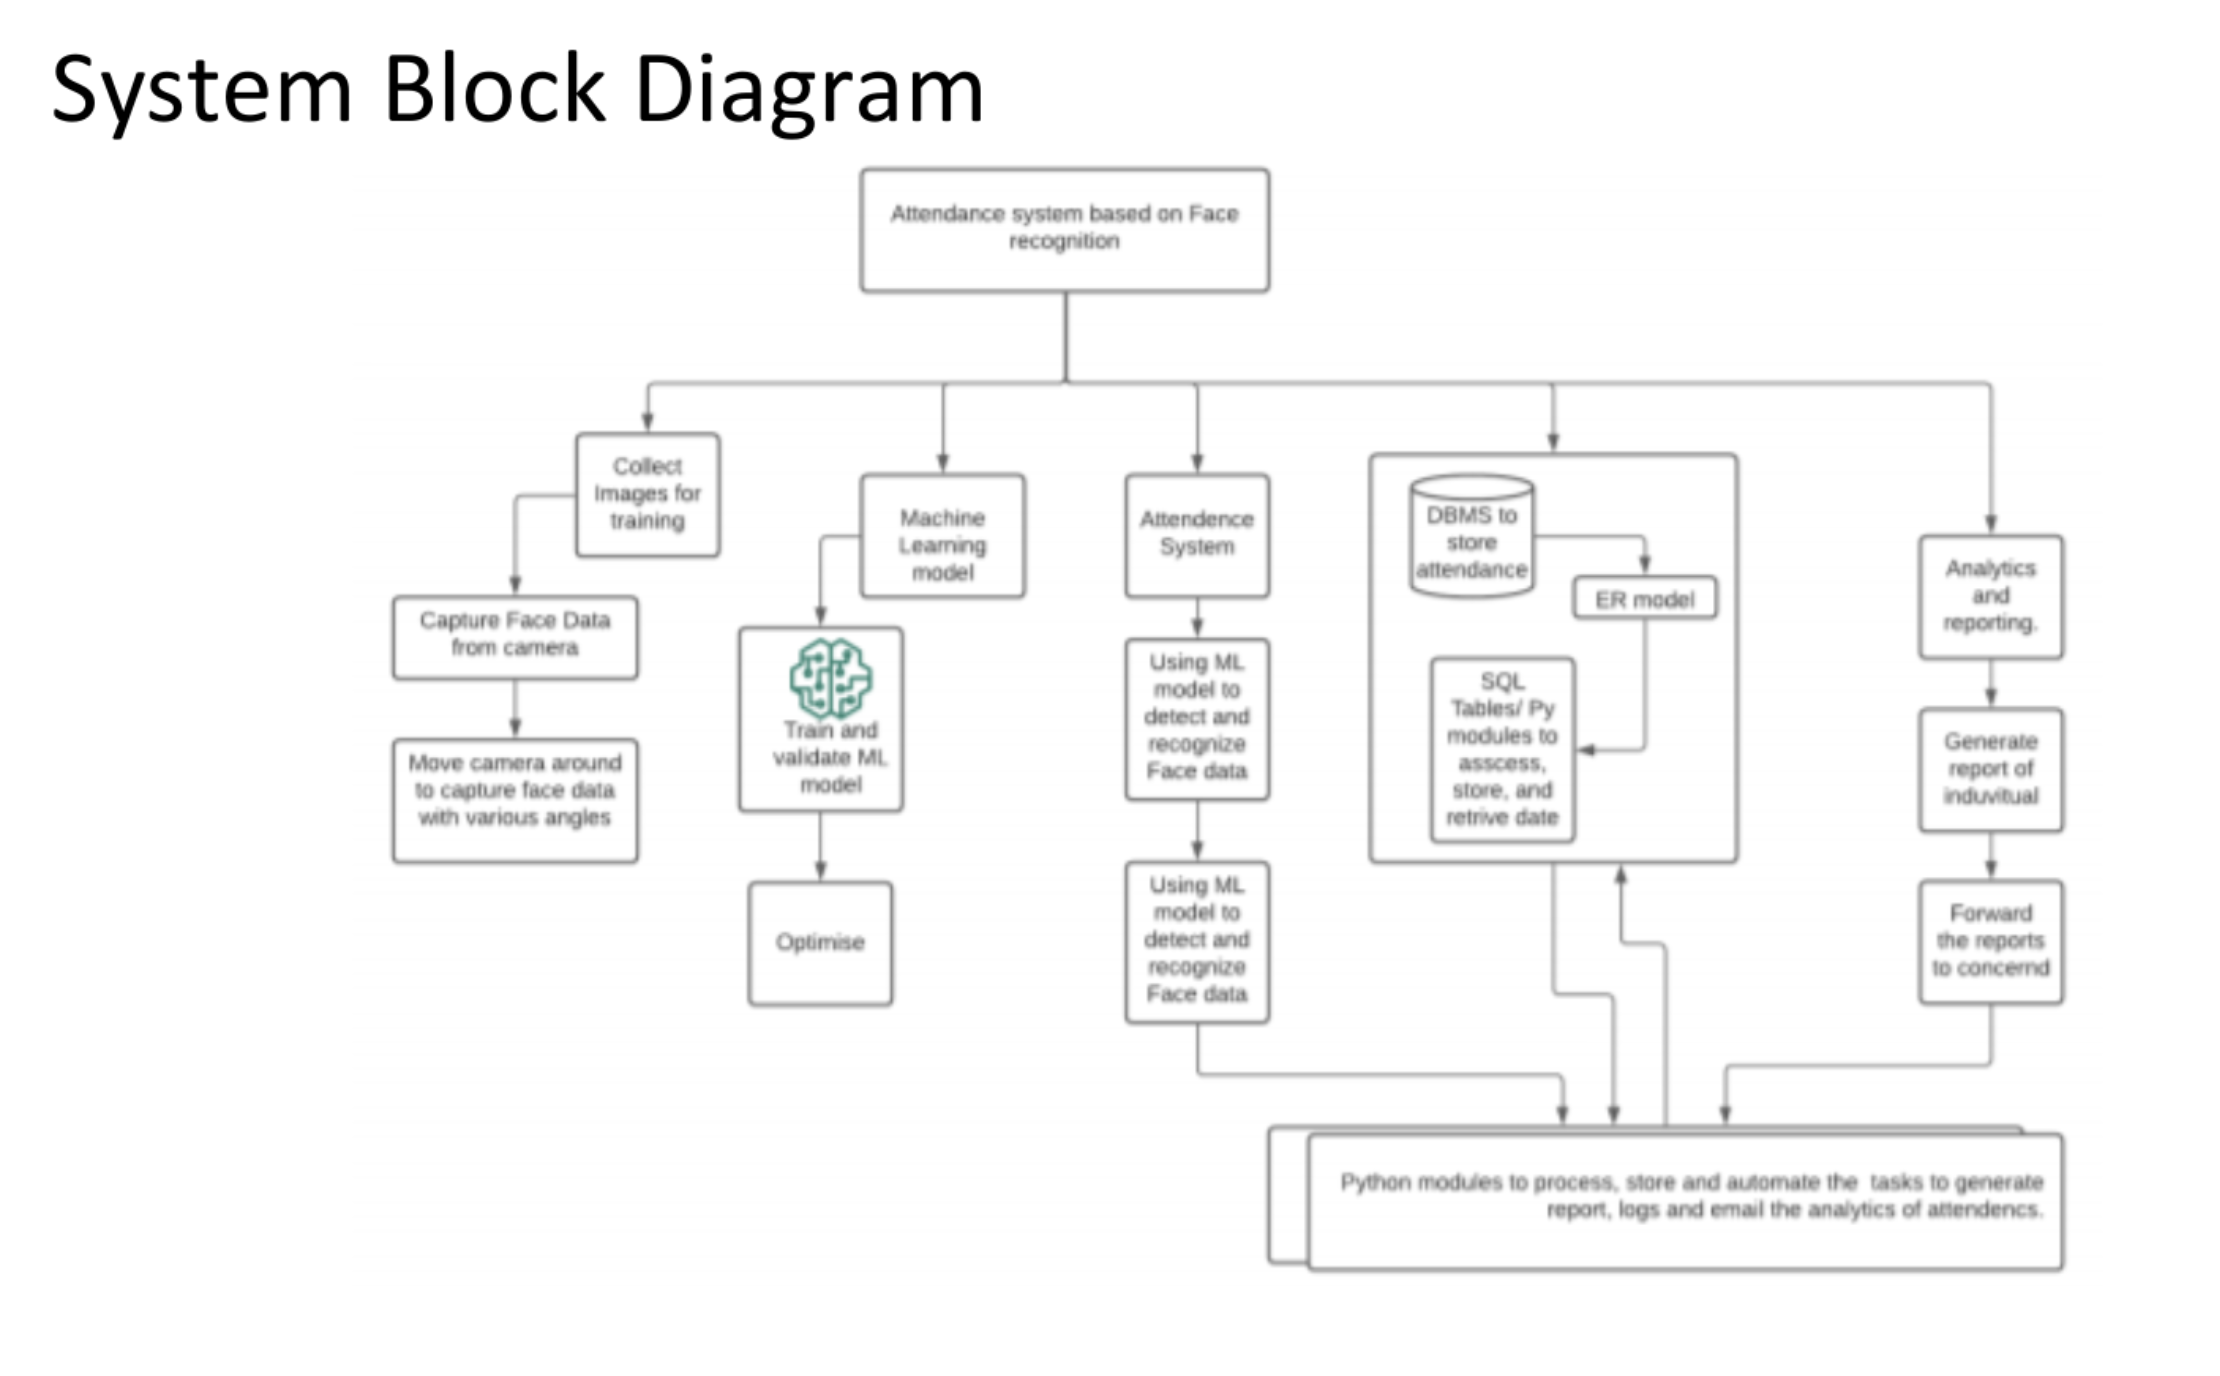 System Block Diagram
Attendance system based on Face
recognition
Collect
Images for
training
Capture Face Data
from camera
Move camera around
to capture face data
with various angles
Machine
Learning
model
Train and
validate ML
model
Optimise
Attendence
System
Using ML
model to
detect and
recognize
Face data
Using ML
model to
detect and
recognize
Face data
DBMS to
store
attendance
ER model
SQL
Tables/ Py
modules to
asscess,
store, and
retrive date
Analytics
and
reporting.
Generate
report of
induvitual
Forward
the reports
to concernd
Python modules to process, store and automate the  tasks to generate
report, logs and email the analytics of attendencs.